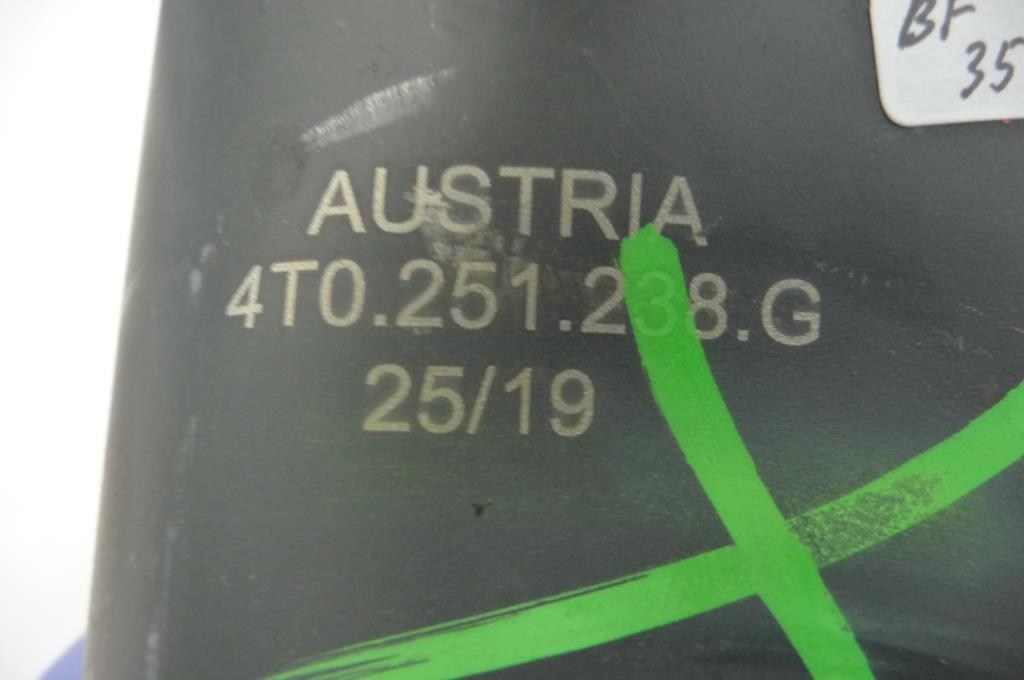 BF
35
AUSTRIA
4T0.251.238.G
25/19